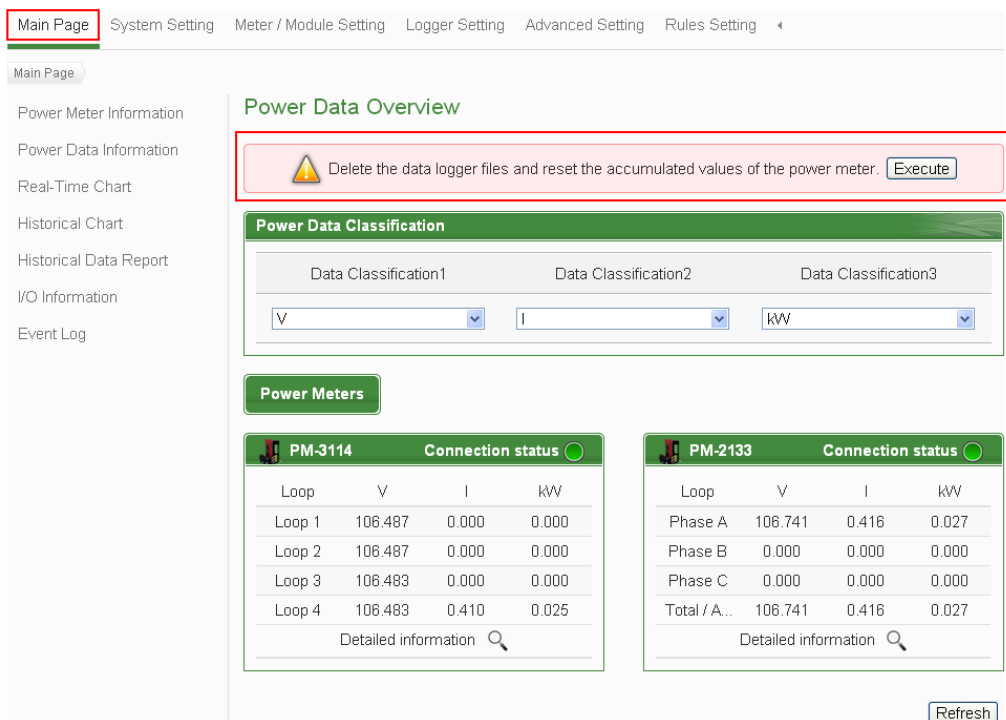 Main Page System Setting Meter / Module Setting Logger Setting Advanced Setting Rules Setting
Main Page
Power Meter Information
Power Data Information
Real-Time Chart
Historical Chart
Historical Data Report
I/O Information
Event Log
Power Data Overview
Delete the data logger files and reset the accumulated values of the power meter. Execute
Power Data Classification
Data Classification1 Data Classification2 Data Classification3
V I kW
Power Meters
PM-3114 Connection status
Loop V I kW
Loop 1 106.487 0.000 0.000
Loop 2 106.487 0.000 0.000
Loop 3 106.483 0.000 0.000
Loop 4 106.483 0.410 0.025
Detailed information
PM-2133 Connection status
Loop V I kW
Phase A 106.741 0.416 0.027
Phase B 0.000 0.000 0.000
Phase C 0.000 0.000 0.000
Total / A... 106.741 0.416 0.027
Detailed information
Refresh